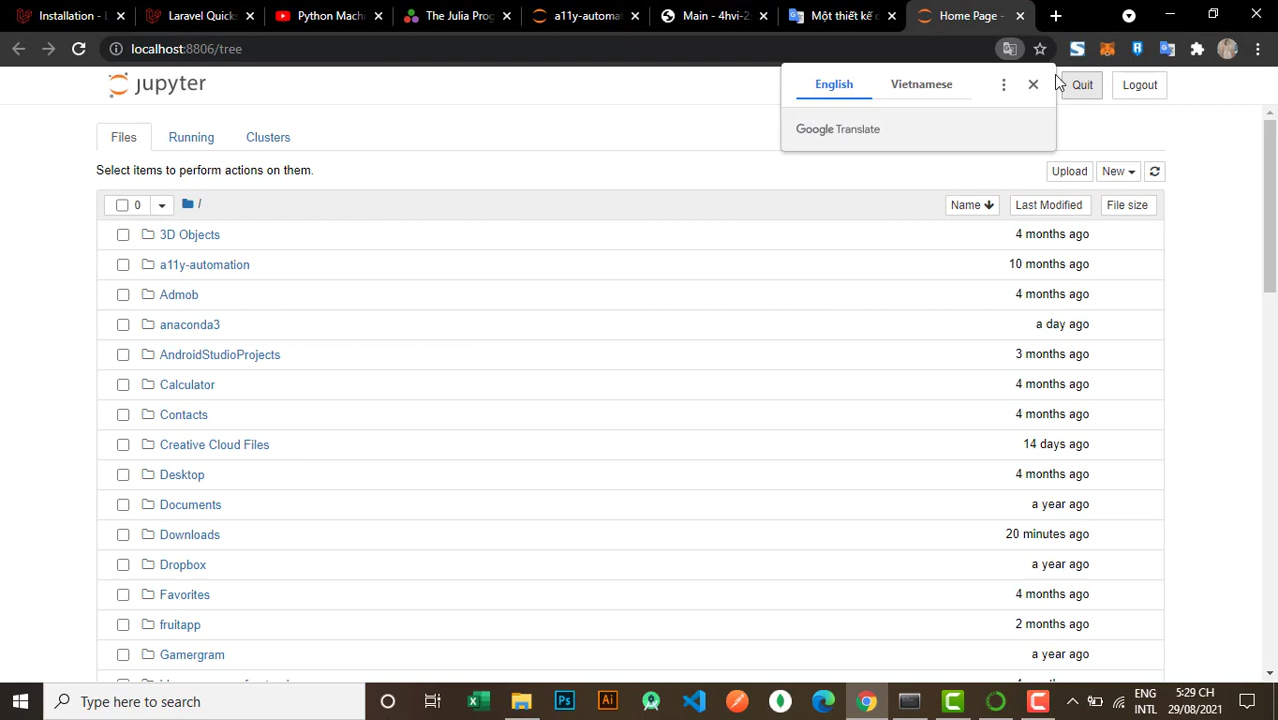 Installation -
Laravel Quick
Python Machi
The Julia Prog
a11y-automa
Main - 4hvi-2
Một thiết kế c
Home Page -
localhost:8806/tree
jupyter
English
Vietnamese
Quit
Logout
Google Translate
Files
Running
Clusters
Select items to perform actions on them.
Upload
New
0
/
Name
Last Modified
File size
3D Objects
4 months ago
a11y-automation
10 months ago
Admob
4 months ago
anaconda3
a day ago
AndroidStudioProjects
3 months ago
Calculator
4 months ago
Contacts
4 months ago
Creative Cloud Files
14 days ago
Desktop
4 months ago
Documents
a year ago
Downloads
20 minutes ago
Dropbox
a year ago
Favorites
4 months ago
fruitapp
2 months ago
Gamergram
a year ago
Type here to search
Ps
Ai
ENG
INTL
5:29 CH
29/08/2021